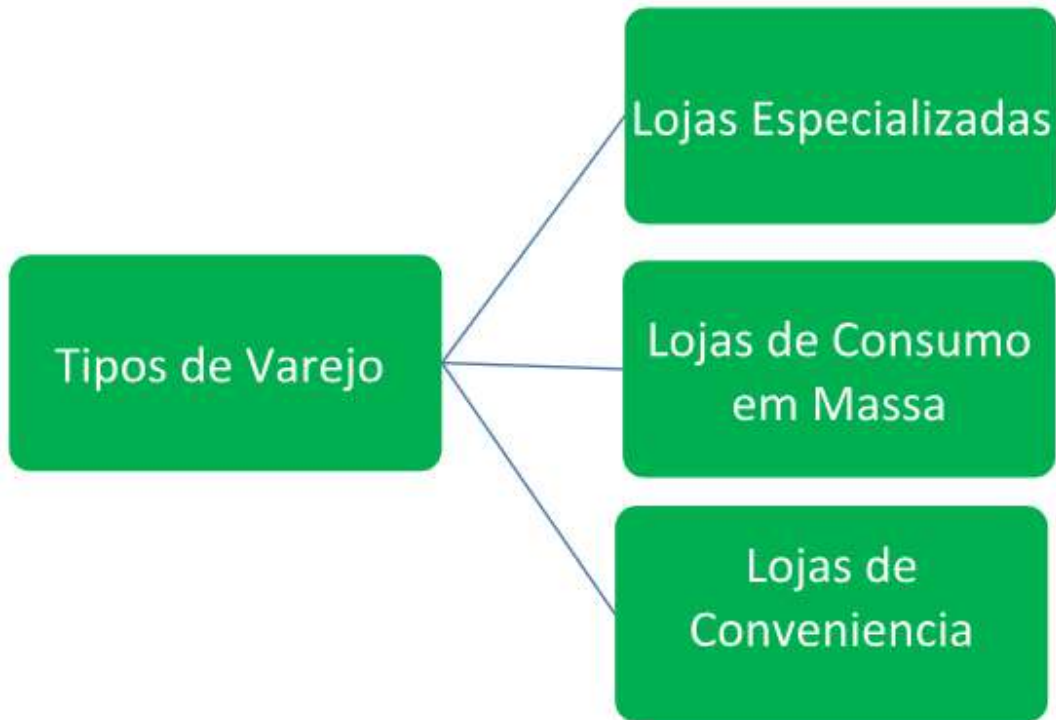 Lojas Especializadas
Tipos de Varejo
Lojas de Consumo
em Massa
Lojas de
Conveniencia